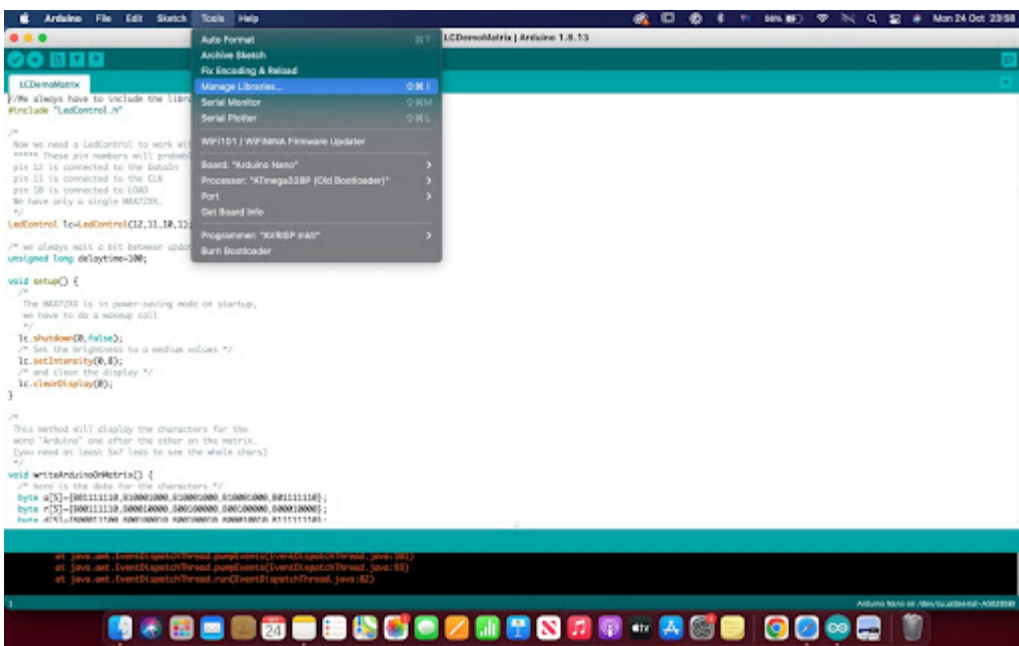 Arduino File Edit Sketch Tools Help Mon 24 Oct 23:58
LCDemoMatrix | Arduino 1.8.13
LCDemoMatrix
Auto Format ⌘T
Archive Sketch
Fix Encoding & Reload
Manage Libraries... ⇧⌘I
Serial Monitor ⇧⌘M
Serial Plotter ⇧⌘L
WiFi101 / WiFiNINA Firmware Updater
Board: "Arduino Nano"
Processor: "ATmega328P (Old Bootloader)"
Port
Get Board Info
Programmer: "AVRISP mkII"
Burn Bootloader
//We always have to include the libr
#include "LedControl.h"
/*
Now we need a LedControl to work wi
***** These pin numbers will probabl
pin 12 is connected to the DataIn
pin 11 is connected to the CLK
pin 10 is connected to LOAD
We have only a single MAX72XX.
*/
LedControl lc=LedControl(12,11,10,1);
/* we always wait a bit between updat
unsigned long delaytime=100;
void setup() {
/*
The MAX72XX is in power-saving mode on startup,
we have to do a wakeup call
*/
lc.shutdown(0,false);
/* Set the brightness to a medium values */
lc.setIntensity(0,8);
/* and clear the display */
lc.clearDisplay(0);
}
/*
This method will display the characters for the
word "Arduino" one after the other on the matrix.
(you need at least 5x7 leds to see the whole chars)
*/
void writeArduinoOnMatrix() {
/* here is the data for the characters */
byte a[5]={B01111110,B10001000,B10001000,B10001000,B01111110};
byte r[5]={B00111110,B00010000,B00100000,B00100000,B00010000};
at java.awt.EventDispatchThread.pumpEvents(EventDispatchThread.java:101)
at java.awt.EventDispatchThread.pumpEvents(EventDispatchThread.java:93)
at java.awt.EventDispatchThread.run(EventDispatchThread.java:82)
1
24
tv